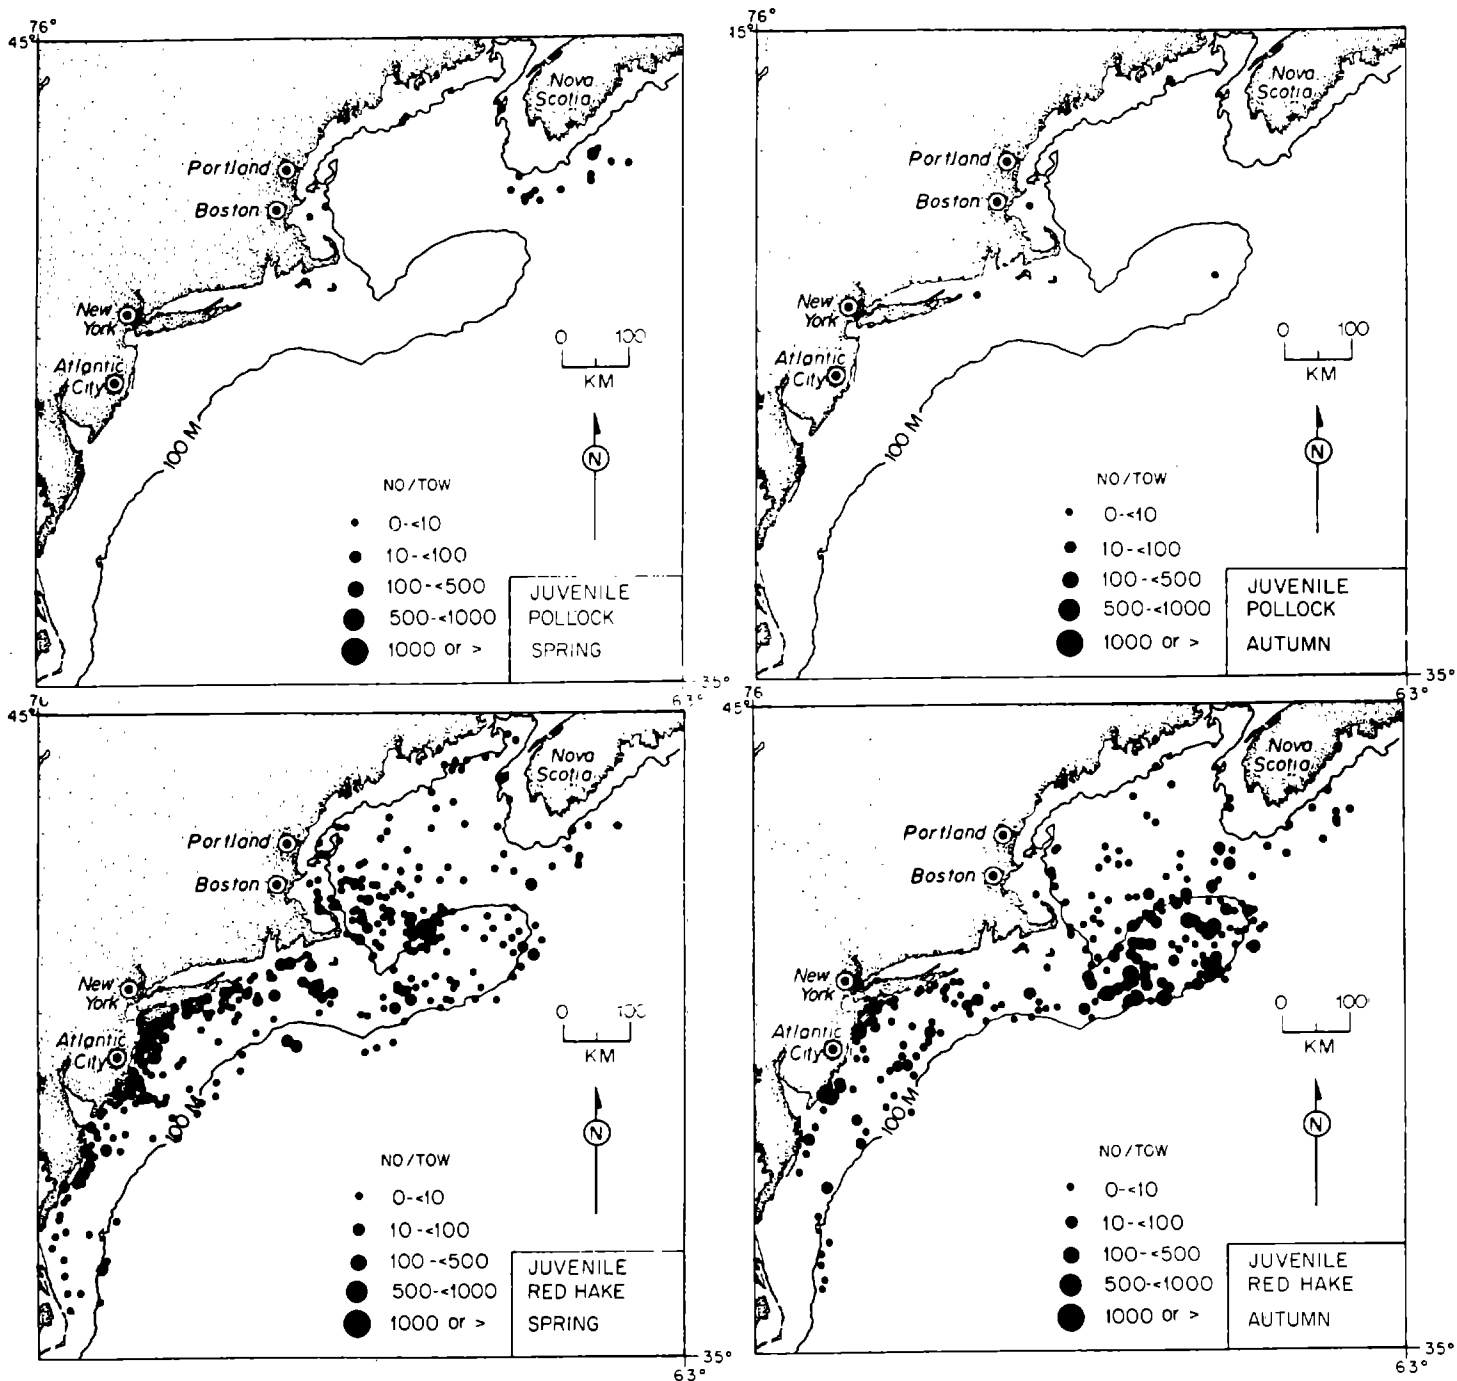 76°
45°
Nova
Scotia
Portland
Boston
New
York
Atlantic
City
0 100
KM
100 M
N
NO/TOW
0-<10
10-<100
100-<500
500-<1000
1000 or >
JUVENILE
POLLOCK
SPRING
35°
63°
76°
15°
Nova
Scotia
Portland
Boston
New
York
Atlantic
City
0 100
KM
100 M
N
NO/TOW
0-<10
10-<100
100-<500
500-<1000
1000 or >
JUVENILE
POLLOCK
AUTUMN
35°
63°
45°
Nova
Scotia
Portland
Boston
New
York
Atlantic
City
0 100
KM
100 M
N
NO/TOW
0-<10
10-<100
100-<500
500-<1000
1000 or >
JUVENILE
RED HAKE
SPRING
35°
63°
76
45°
Nova
Scotia
Portland
Boston
New
York
Atlantic
City
0 100
KM
100 M
N
NO/TOW
0-<10
10-<100
100-<500
500-<1000
1000 or >
JUVENILE
RED HAKE
AUTUMN
35°
63°